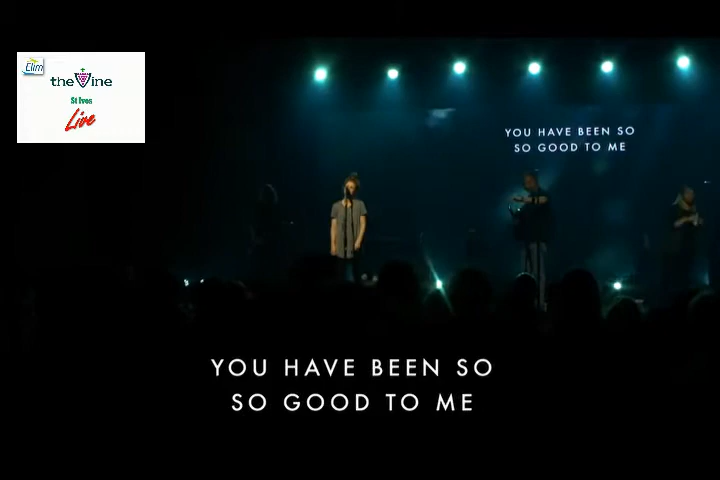 Elim
the Vine
St Ives
Live
YOU HAVE BEEN SO
SO GOOD TO ME
YOU HAVE BEEN SO
SO GOOD TO ME